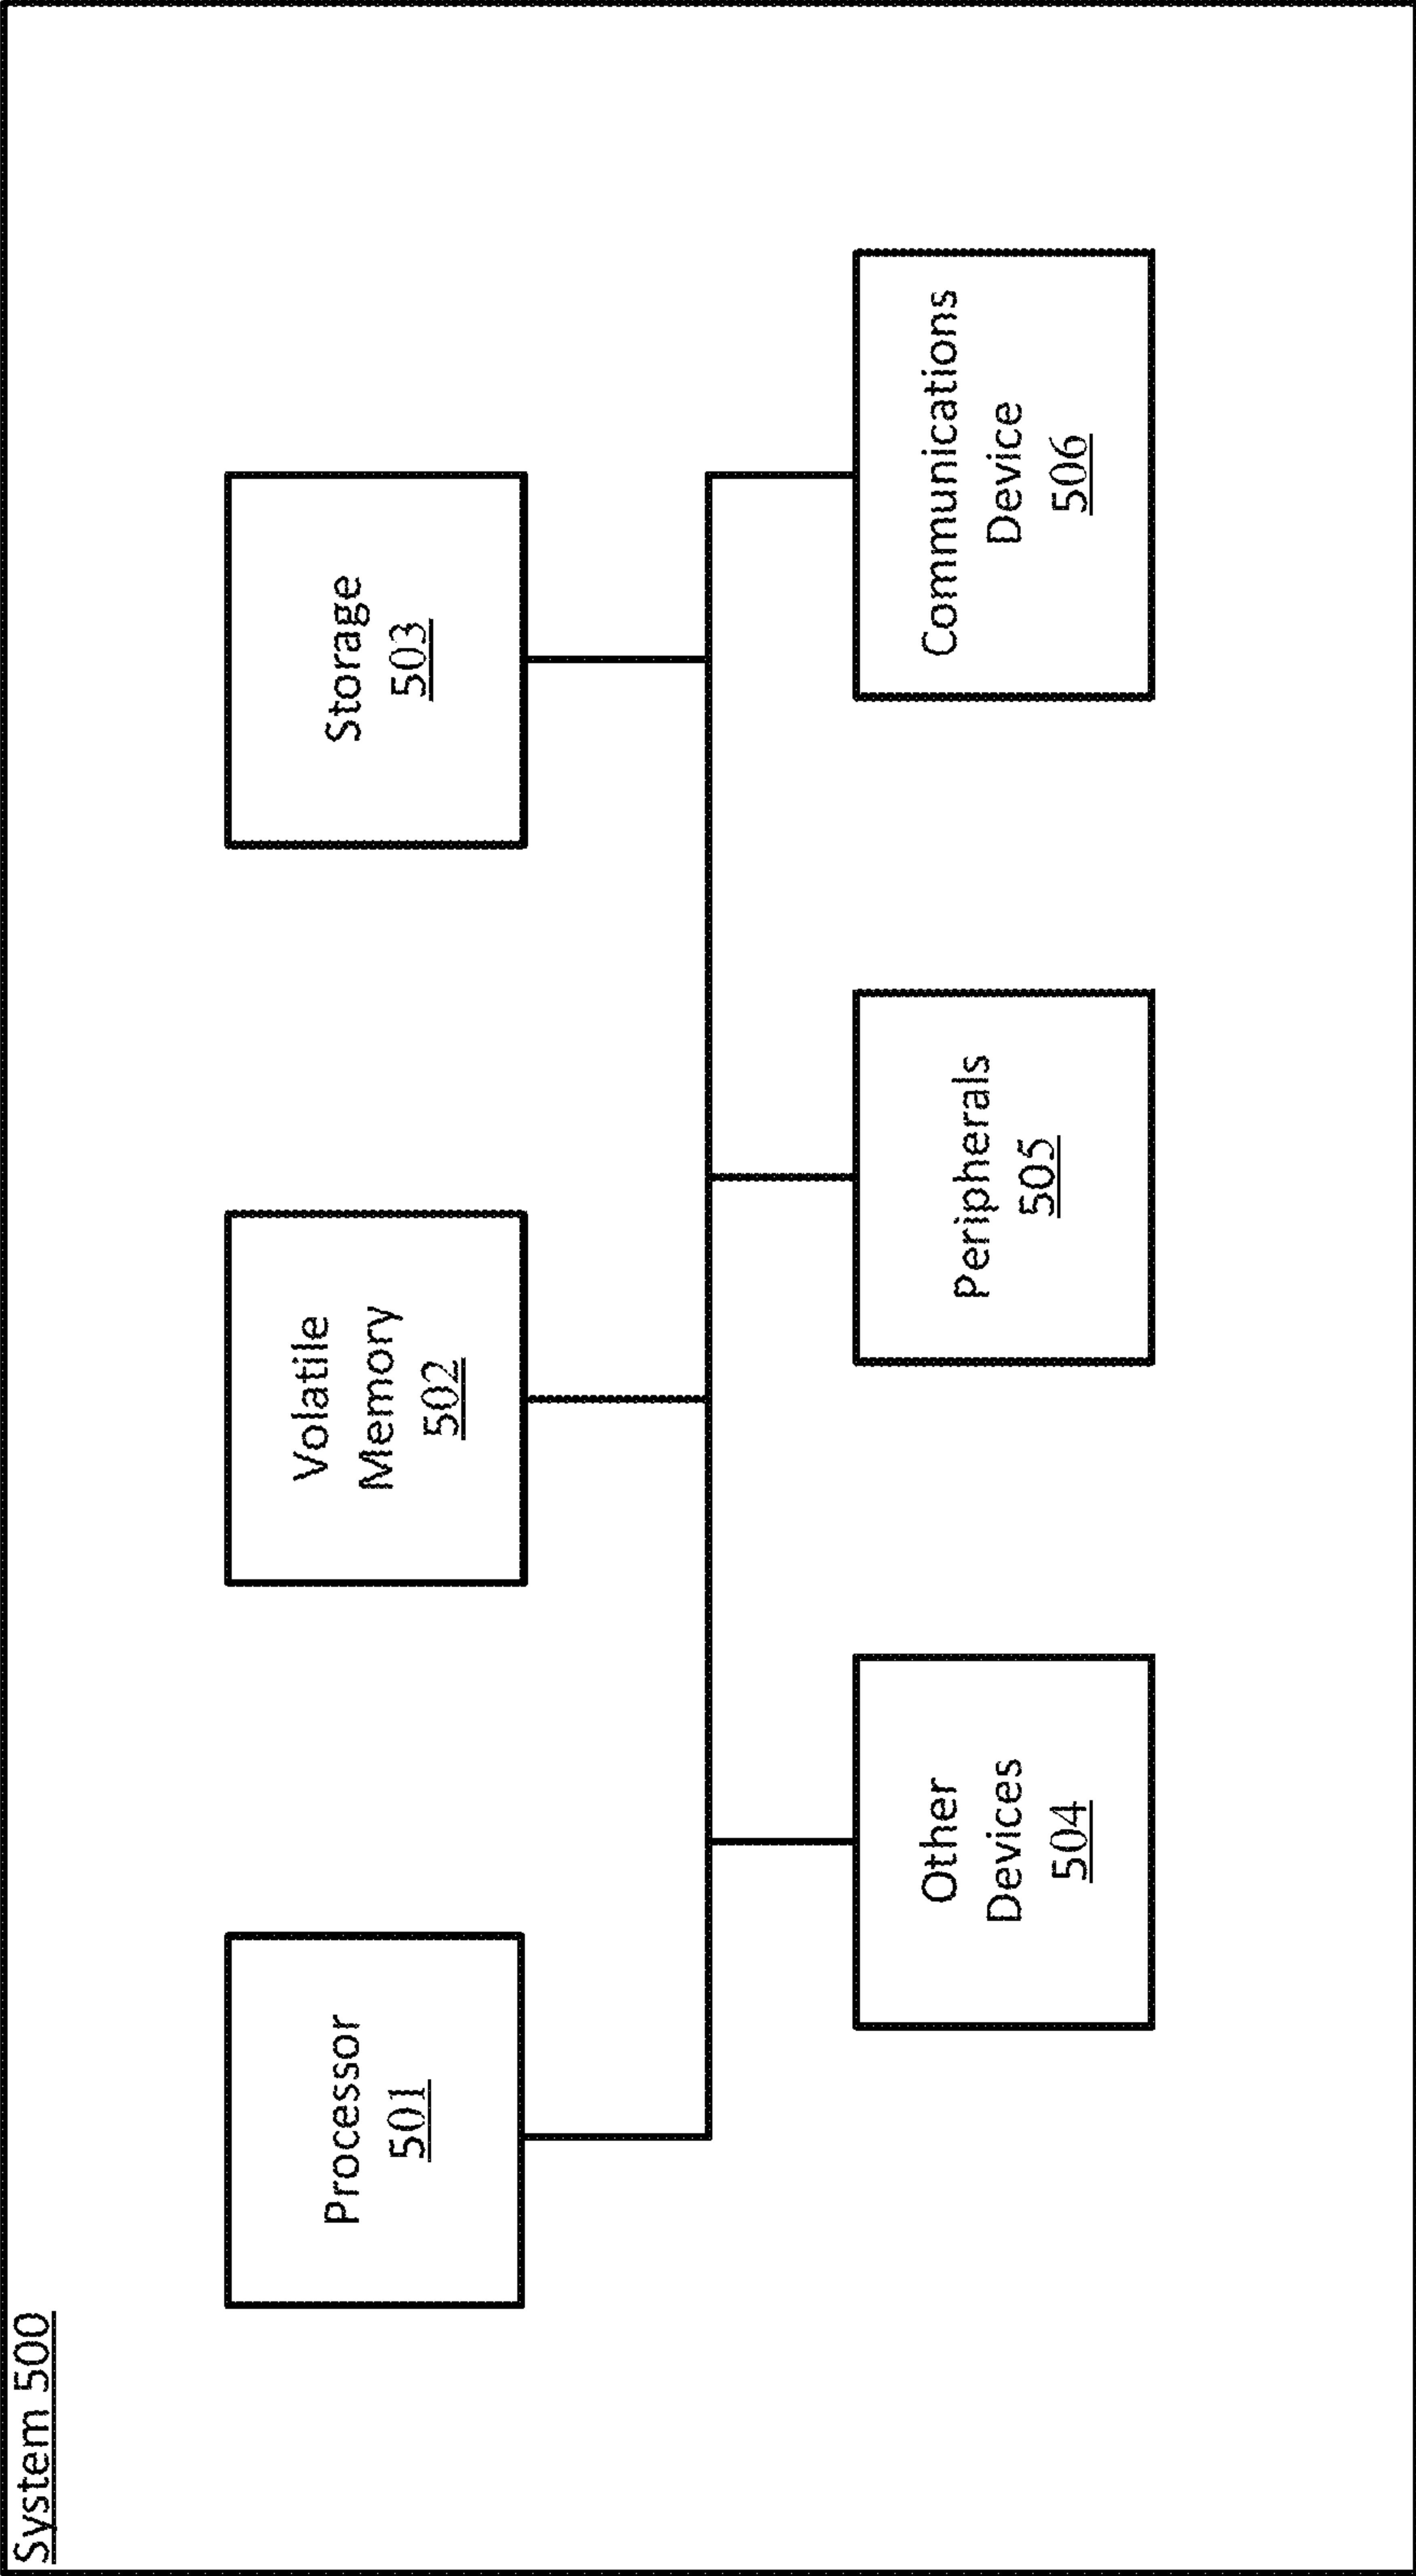 System 500
Processor
501
Volatile
Memory
502
Storage
503
Other
Devices
504
Peripherals
505
Communications
Device
506